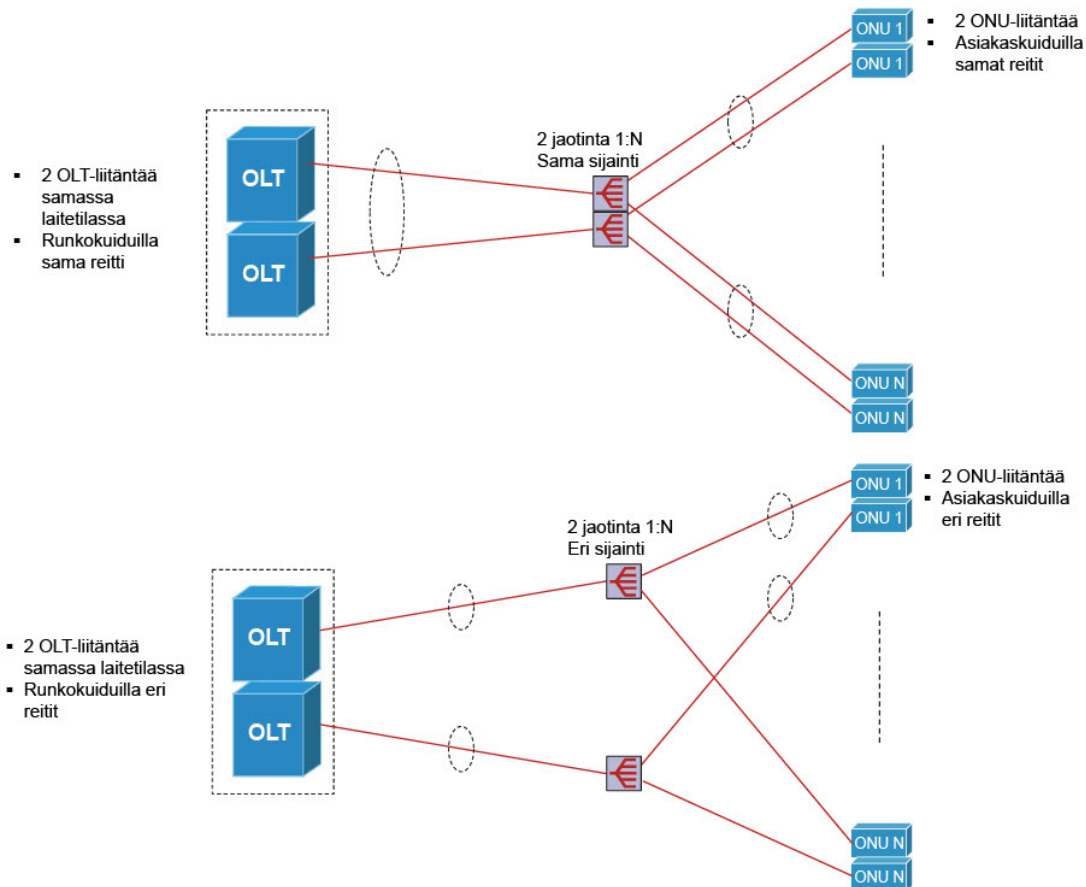 ONU 1
ONU 1
▪ 2 ONU-liitäntää
▪ Asiakaskuiduilla
samat reitit
2 jaotinta 1:N
Sama sijainti
OLT
OLT
▪ 2 OLT-liitäntää
samassa
laitetilassa
▪ Runkokuiduilla
sama reitti
ONU N
ONU N
ONU 1
ONU 1
▪ 2 ONU-liitäntää
▪ Asiakaskuiduilla
eri reitit
2 jaotinta 1:N
Eri sijainti
OLT
OLT
▪ 2 OLT-liitäntää
samassa laitetilassa
▪ Runkokuiduilla eri
reitit
ONU N
ONU N